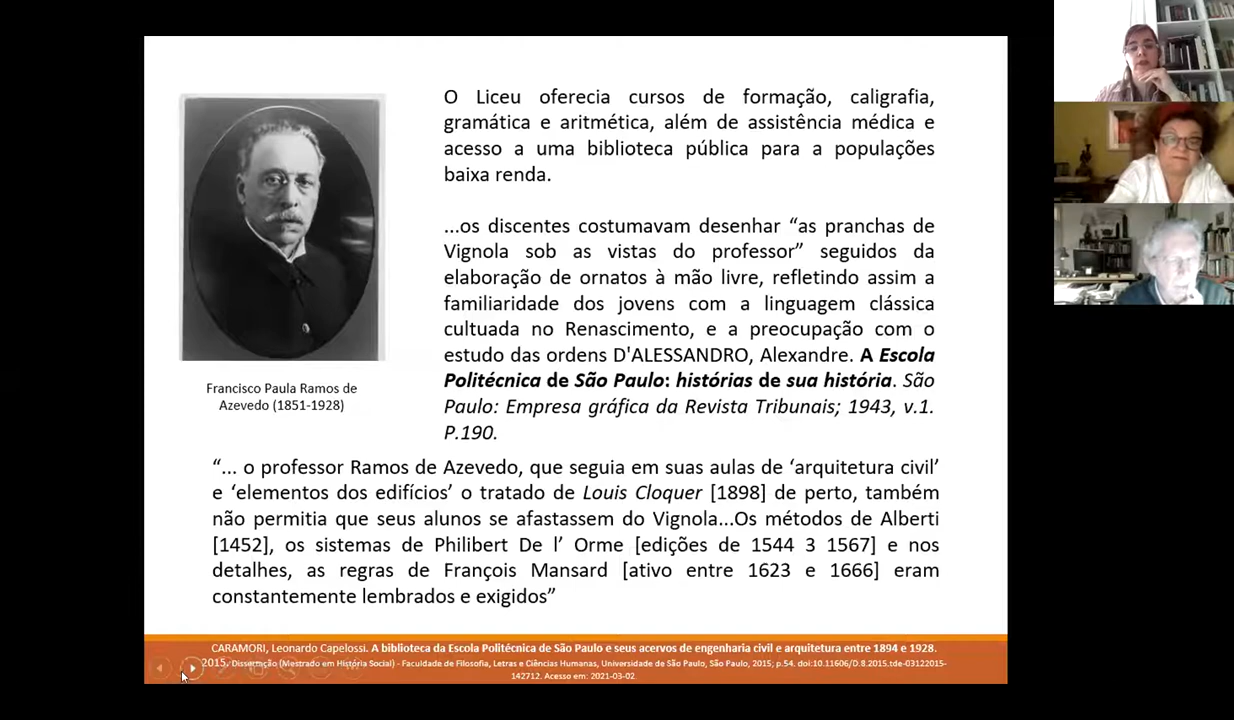 O Liceu oferecia cursos de formação, caligrafia,
gramática e aritmética, além de assistência médica e
acesso a uma biblioteca pública para a populações
baixa renda.
...os discentes costumavam desenhar “as pranchas de
Vignola sob as vistas do professor” seguidos da
elaboração de ornatos à mão livre, refletindo assim a
familiaridade dos jovens com a linguagem clássica
cultuada no Renascimento, e a preocupação com o
estudo das ordens D'ALESSANDRO, Alexandre. A Escola
Politécnica de São Paulo: histórias de sua história. São
Paulo: Empresa gráfica da Revista Tribunais; 1943, v.1.
P.190.
Francisco Paula Ramos de
Azevedo (1851-1928)
“... o professor Ramos de Azevedo, que seguia em suas aulas de ‘arquitetura civil’
e ‘elementos dos edifícios’ o tratado de Louis Cloquer [1898] de perto, também
não permitia que seus alunos se afastassem do Vignola...Os métodos de Alberti
[1452], os sistemas de Philibert De l’ Orme [edições de 1544 3 1567] e nos
detalhes, as regras de François Mansard [ativo entre 1623 e 1666] eram
constantemente lembrados e exigidos”
CARAMORI, Leonardo Capelossi. A biblioteca da Escola Politécnica de São Paulo e seus acervos de engenharia civil e arquitetura entre 1894 e 1928.
2015. Dissertação (Mestrado em História Social) - Faculdade de Filosofia, Letras e Ciências Humanas, Universidade de São Paulo, São Paulo, 2015; p.54. doi:10.11606/D.8.2015.tde-03122015-
142712. Acesso em: 2021-03-02.